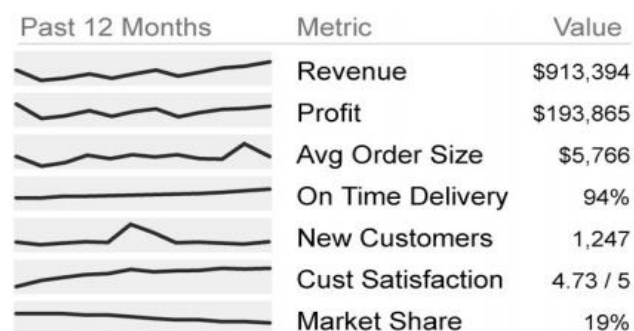 Past 12 Months Metric Value
Revenue $913,394
Profit $193,865
Avg Order Size $5,766
On Time Delivery 94%
New Customers 1,247
Cust Satisfaction 4.73 / 5
Market Share 19%